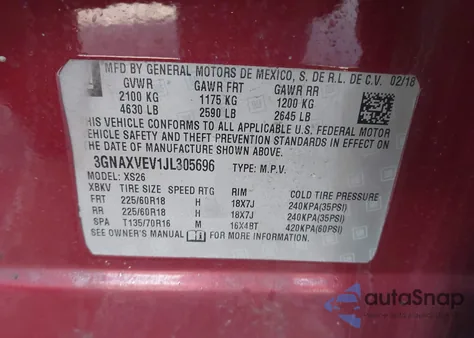 MFD BY GENERAL MOTORS DE MEXICO, S. DE R.L. DE C.V. 02/18
GVWR GAWR FRT GAWR RR
2100 KG 1175 KG 1200 KG
4630 LB 2590 LB 2645 LB
THIS VEHICLE CONFORMS TO ALL APPLICABLE U.S. FEDERAL MOTOR
VEHICLE SAFETY, BUMPER, AND THEFT PREVENTION STANDARDS IN EFFECT ON
THE DATE OF MANUFACTURE SHOWN ABOVE.
3GNAXVEV1JL305696 TYPE: M.P.V.
MODEL: XS26
XBKV TIRE SIZE SPEED RTG RIM COLD TIRE PRESSURE
FRT 225/60R18 H 18X7J 240KPA(35PSI)
RR 225/60R18 H 18X7J 240KPA(35PSI)
SPA T135/70R16 M 16X4BT 420KPA(60PSI)
SEE OWNER'S MANUAL FOR MORE INFORMATION
autoSnap